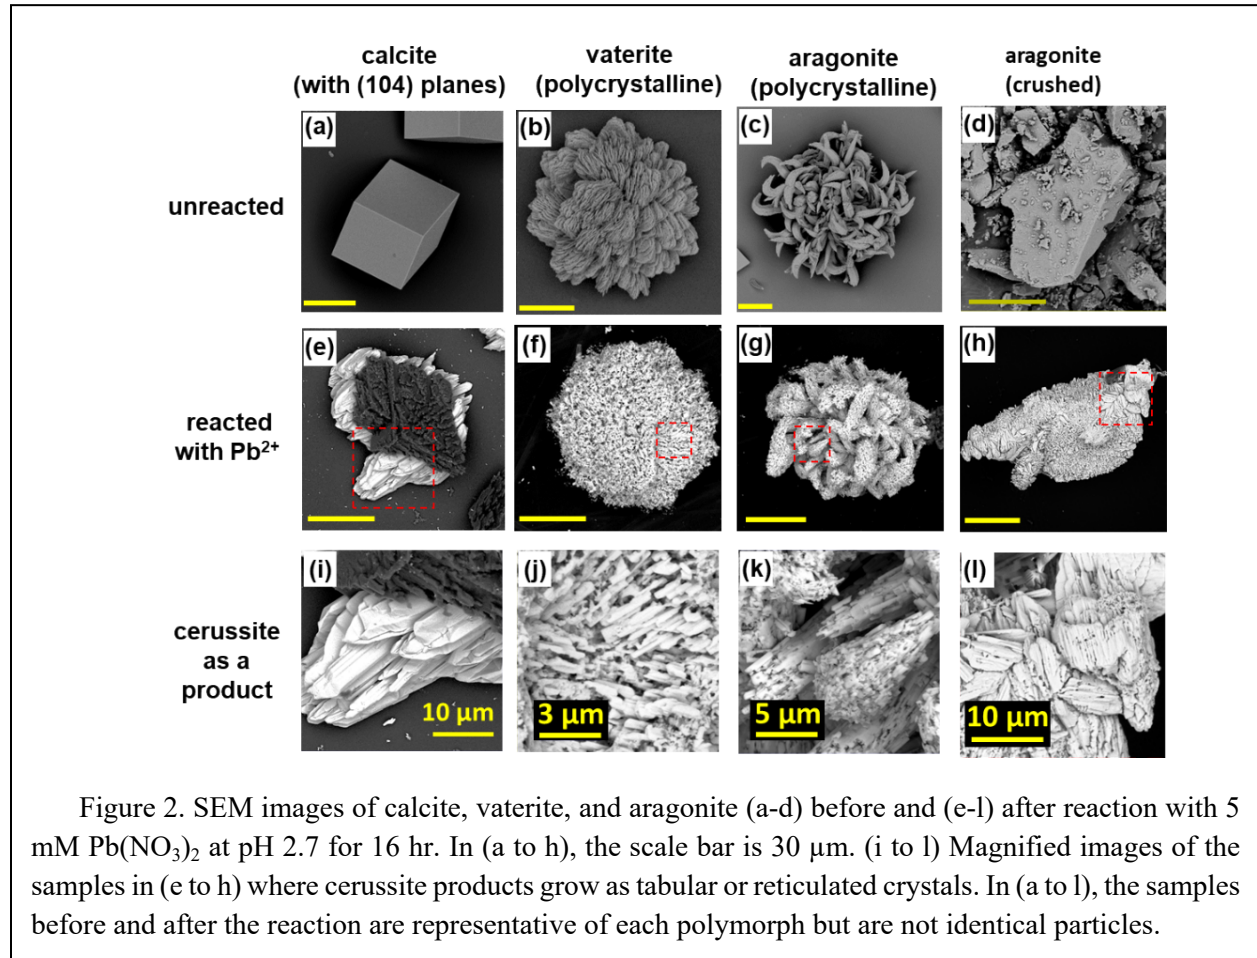 calcite
(with (104) planes)
vaterite
(polycrystalline)
aragonite
(polycrystalline)
aragonite
(crushed)
unreacted
(a)
(b)
(c)
(d)
reacted
with Pb²⁺
(e)
(f)
(g)
(h)
cerussite
as a
product
(i)
(j)
(k)
(l)
10 µm
3 µm
5 µm
10 µm
Figure 2. SEM images of calcite, vaterite, and aragonite (a-d) before and (e-l) after reaction with 5
mM Pb(NO₃)₂ at pH 2.7 for 16 hr. In (a to h), the scale bar is 30 µm. (i to l) Magnified images of the
samples in (e to h) where cerussite products grow as tabular or reticulated crystals. In (a to l), the samples
before and after the reaction are representative of each polymorph but are not identical particles.